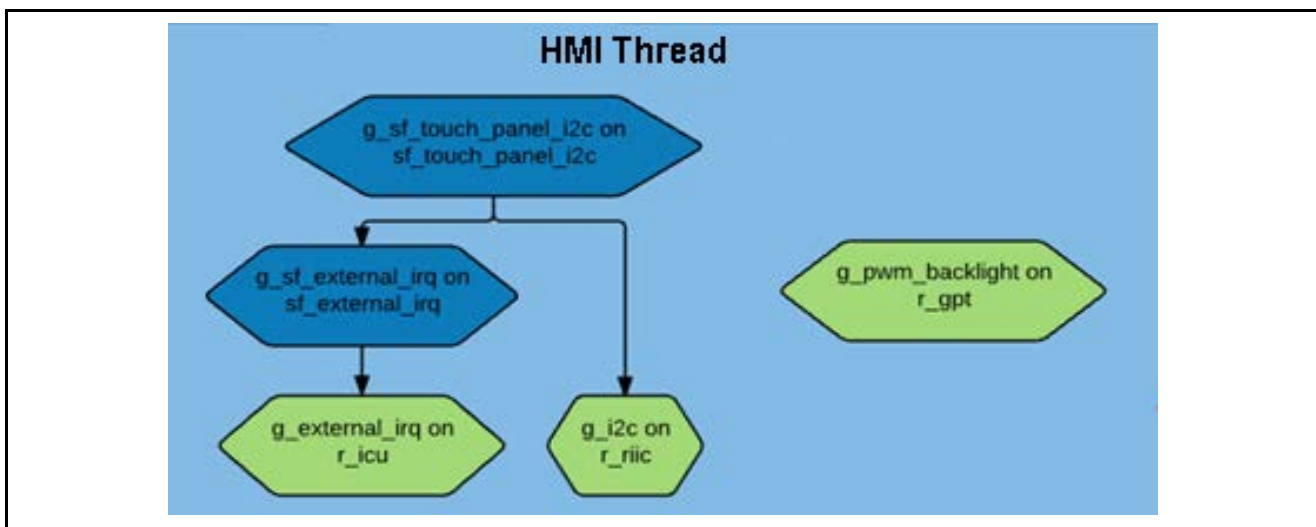 HMI Thread
g_sf_touch_panel_i2c on
sf_touch_panel_i2c
g_sf_external_irq on
sf_external_irq
g_pwm_backlight on
r_gpt
g_external_irq on
r_icu
g_i2c on
r_riic